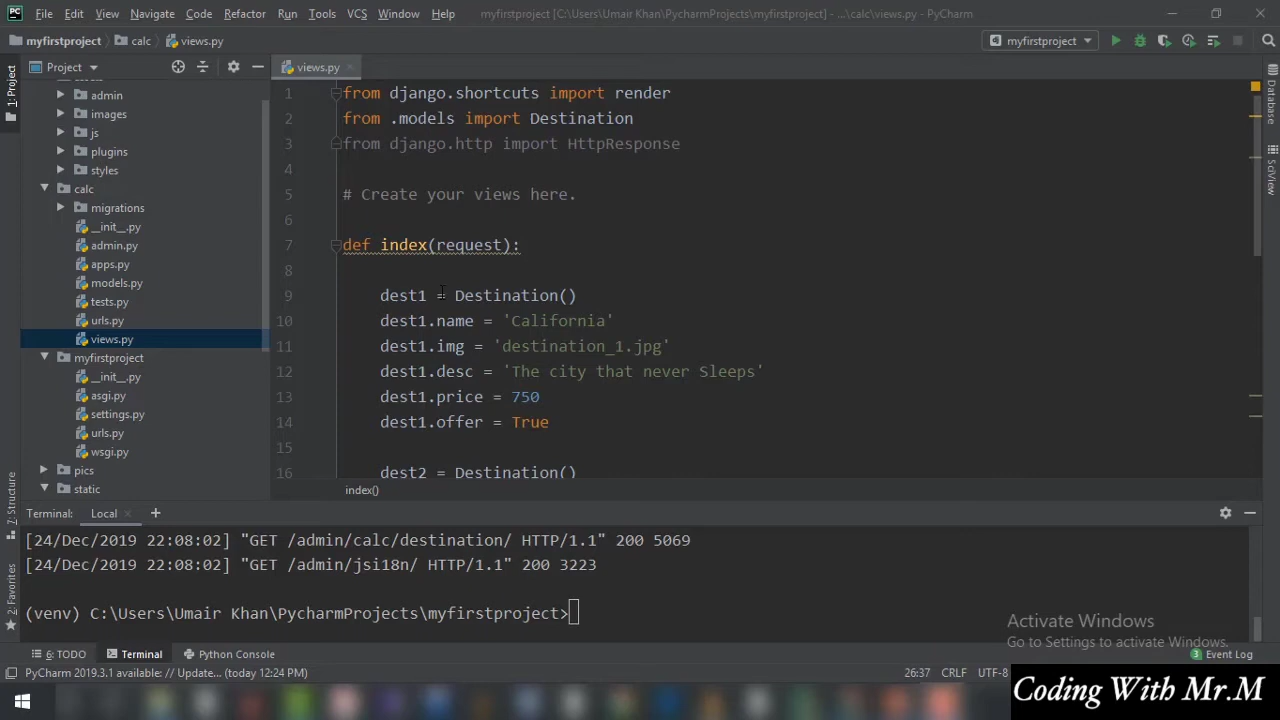 PC File Edit View Navigate Code Refactor Run Tools VCS Window Help myfirstproject [C:\Users\Umair Khan\PycharmProjects\myfirstproject] - ...\calc\views.py - PyCharm
myfirstproject calc views.py myfirstproject
1: Project
Project
views.py
admin
images
js
plugins
styles
calc
migrations
__init__.py
admin.py
apps.py
models.py
tests.py
urls.py
views.py
myfirstproject
__init__.py
asgi.py
settings.py
urls.py
wsgi.py
pics
static
1 from django.shortcuts import render
2 from .models import Destination
3 from django.http import HttpResponse
4
5 # Create your views here.
6
7 def index(request):
8
9 dest1 = Destination()
10 dest1.name = 'California'
11 dest1.img = 'destination_1.jpg'
12 dest1.desc = 'The city that never Sleeps'
13 dest1.price = 750
14 dest1.offer = True
15
16 dest2 = Destination()
index()
Database
SciView
Z: Structure
2: Favorites
Terminal: Local +
[24/Dec/2019 22:08:02] "GET /admin/calc/destination/ HTTP/1.1" 200 5069
[24/Dec/2019 22:08:02] "GET /admin/jsi18n/ HTTP/1.1" 200 3223
(venv) C:\Users\Umair Khan\PycharmProjects\myfirstproject>
Activate Windows
Go to Settings to activate Windows.
6: TODO Terminal Python Console 3 Event Log
PyCharm 2019.3.1 available: // Update... (today 12:24 PM) 26:37 CRLF UTF-8
Coding With Mr.M